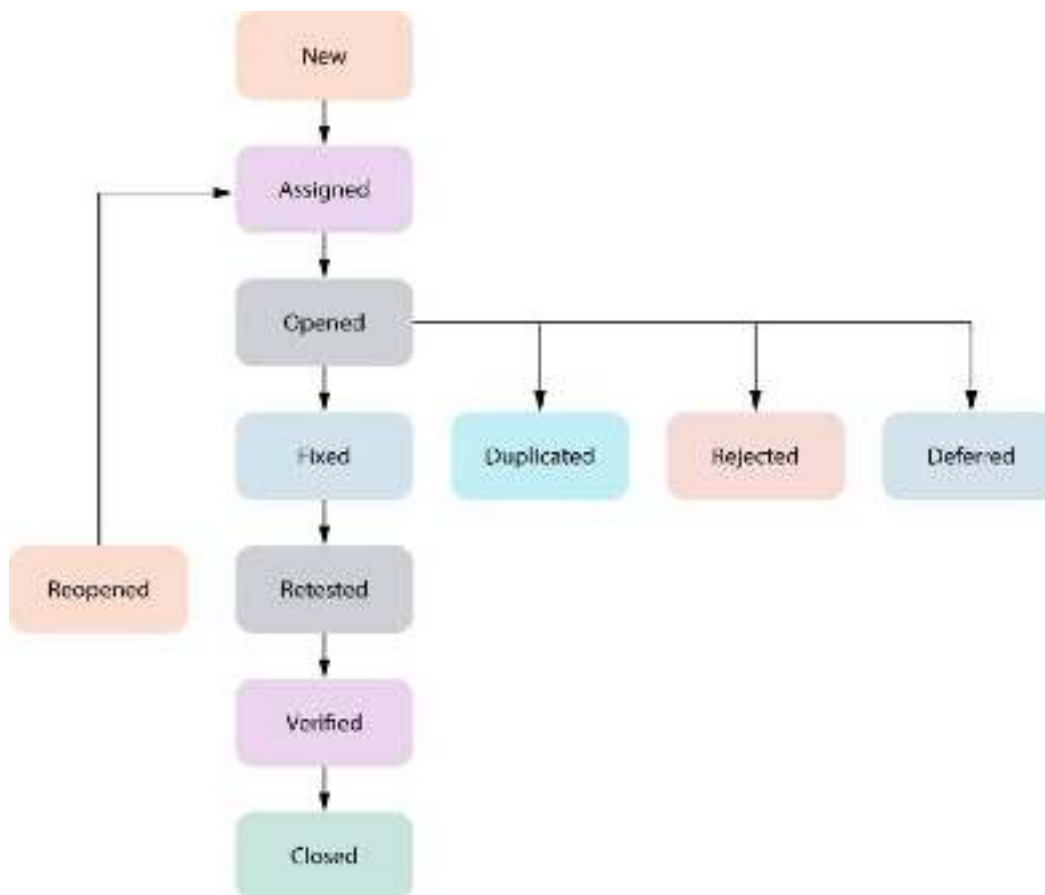 New
Assigned
Opened
Fixed
Duplicated
Rejected
Deferred
Reopened
Retested
Verified
Closed